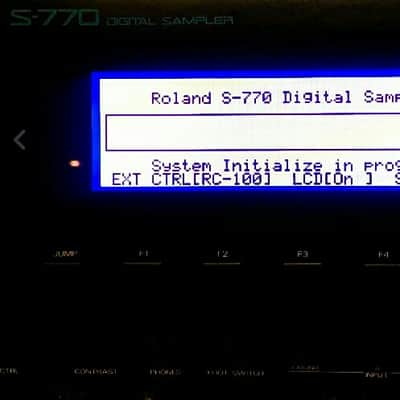 S-770 DIGITAL SAMPLER
Roland S-770 Digital Samp
System Initialize in prog
EXT CTRL[RC-100] LCD[On ] S
JUMP F1 F2 F3 F4
CTRL CONTRAST PHONES FOOT SWITCH INPUT